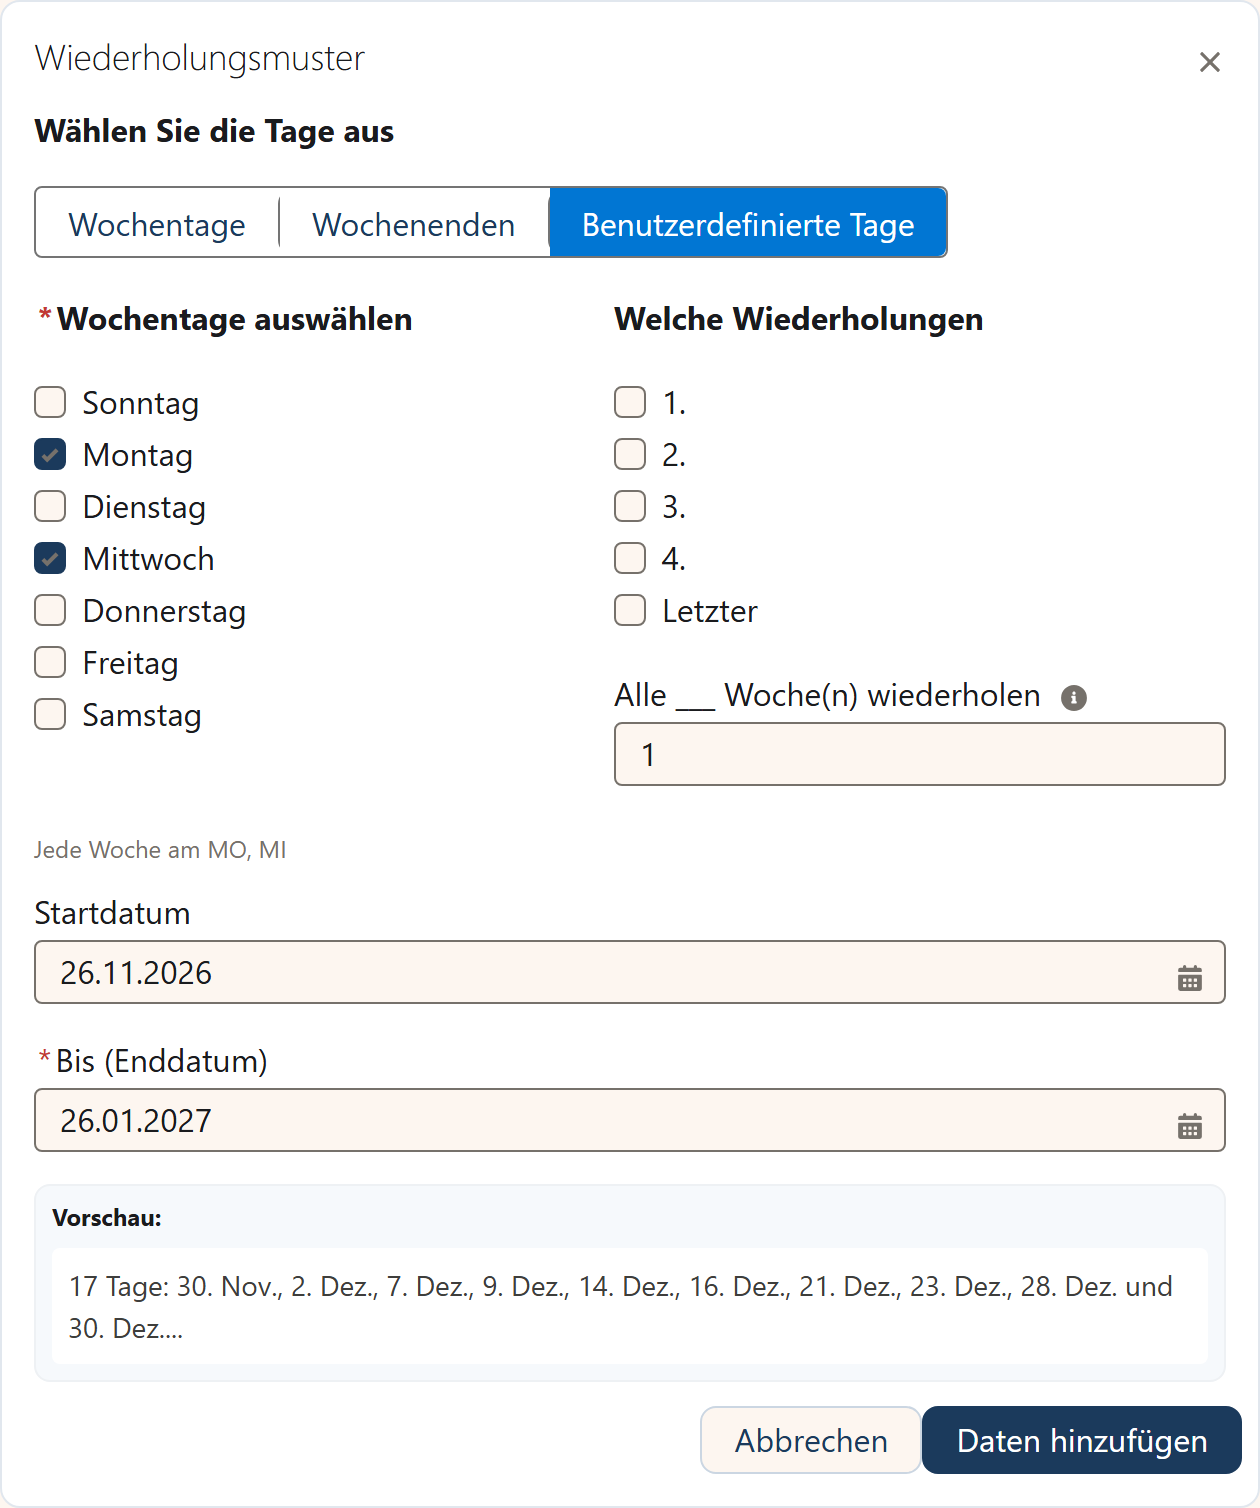 Wiederholungsmuster
Wählen Sie die Tage aus
Wochentage Wochenenden Benutzerdefinierte Tage
*Wochentage auswählen
Sonntag
Montag
Dienstag
Mittwoch
Donnerstag
Freitag
Samstag
Welche Wiederholungen
1.
2.
3.
4.
Letzter
Alle ___ Woche(n) wiederholen
1
Jede Woche am MO, MI
Startdatum
26.11.2026
*Bis (Enddatum)
26.01.2027
Vorschau:
17 Tage: 30. Nov., 2. Dez., 7. Dez., 9. Dez., 14. Dez., 16. Dez., 21. Dez., 23. Dez., 28. Dez. und
30. Dez....
Abbrechen Daten hinzufügen